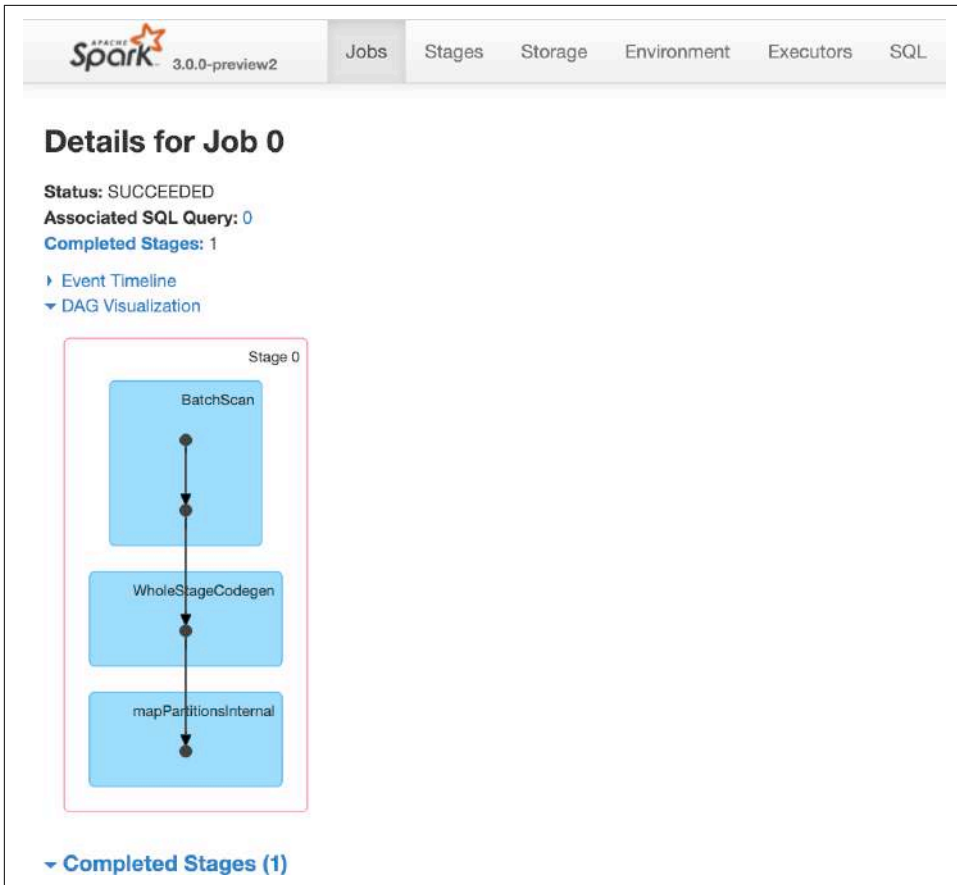 APACHE
Spark 3.0.0-preview2 Jobs Stages Storage Environment Executors SQL
Details for Job 0
Status: SUCCEEDED
Associated SQL Query: 0
Completed Stages: 1
Event Timeline
DAG Visualization
Stage 0
BatchScan
WholeStageCodegen
mapPartitionsInternal
Completed Stages (1)